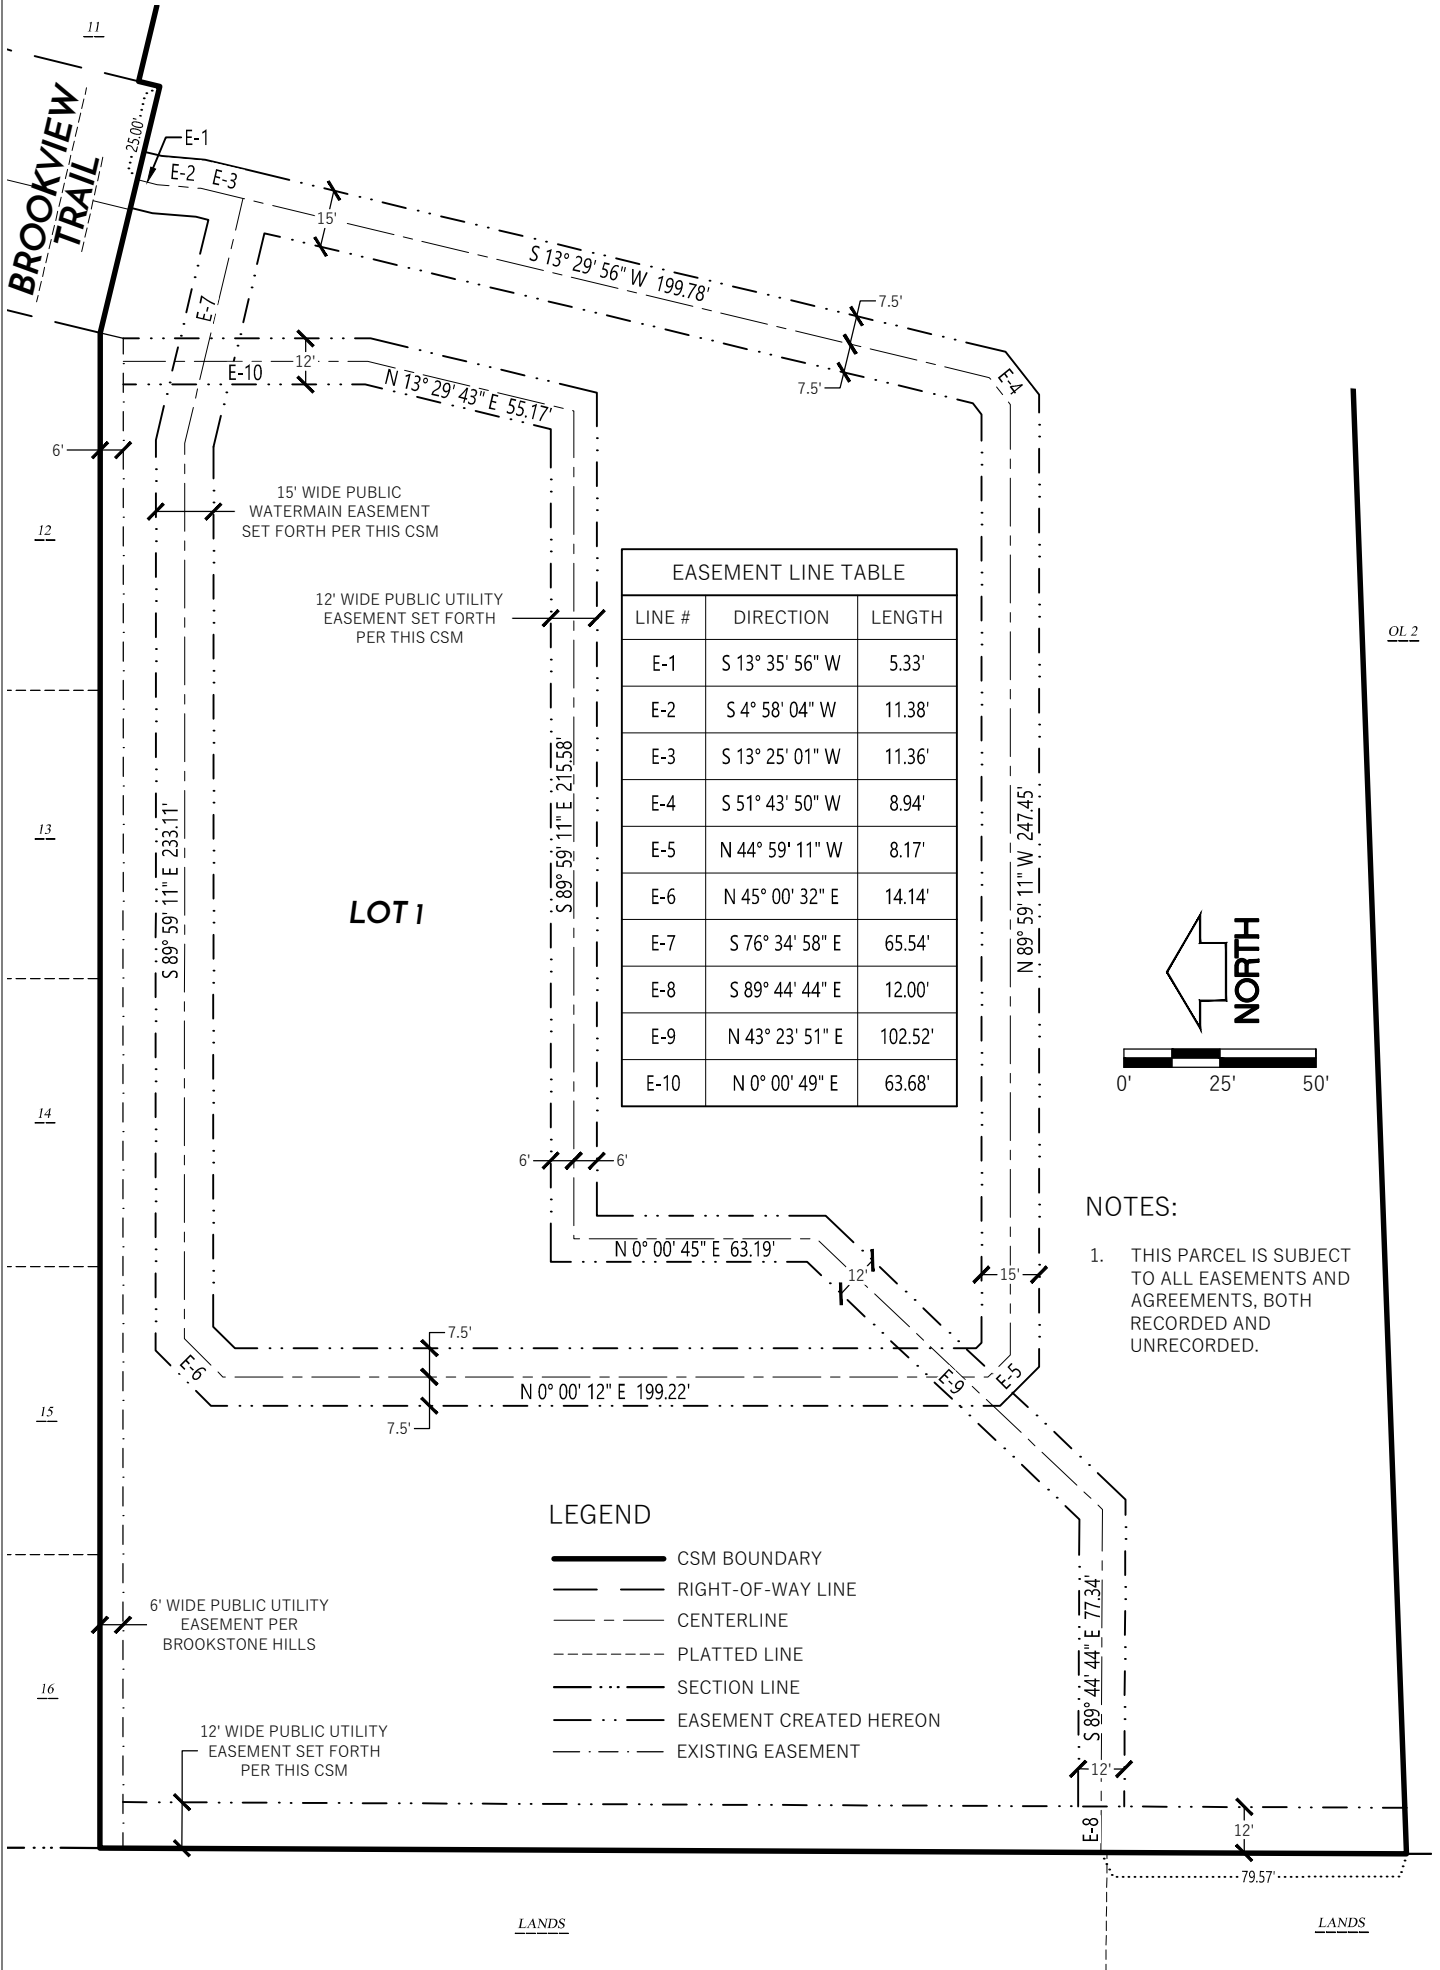 11
BROOKVIEW
TRAIL
25.00'
E-1
E-2
E-3
15'
S 13° 29' 56" W 199.78'
7.5'
7.5'
E-4
E-7
12'
E-10
N 13° 29' 43" E 55.17'
6'
15' WIDE PUBLIC
WATERMAIN EASEMENT
SET FORTH PER THIS CSM
12
12' WIDE PUBLIC UTILITY
EASEMENT SET FORTH
PER THIS CSM
EASEMENT LINE TABLE
LINE # DIRECTION LENGTH
E-1 S 13° 35' 56" W 5.33'
E-2 S 4° 58' 04" W 11.38'
E-3 S 13° 25' 01" W 11.36'
E-4 S 51° 43' 50" W 8.94'
E-5 N 44° 59' 11" W 8.17'
E-6 N 45° 00' 32" E 14.14'
E-7 S 76° 34' 58" E 65.54'
E-8 S 89° 44' 44" E 12.00'
E-9 N 43° 23' 51" E 102.52'
E-10 N 0° 00' 49" E 63.68'
OL 2
13
S 89° 59' 11" E 233.11'
S 89° 59' 11" E 215.58'
N 89° 59' 11" W 247.45'
LOT 1
NORTH
0' 25' 50'
14
6'
6'
N 0° 00' 45" E 63.19'
12'
15'
NOTES:
1. THIS PARCEL IS SUBJECT
TO ALL EASEMENTS AND
AGREEMENTS, BOTH
RECORDED AND
UNRECORDED.
7.5'
E-6
N 0° 00' 12" E 199.22'
E-9
E-5
7.5'
15
LEGEND
CSM BOUNDARY
RIGHT-OF-WAY LINE
CENTERLINE
PLATTED LINE
SECTION LINE
EASEMENT CREATED HEREON
EXISTING EASEMENT
6' WIDE PUBLIC UTILITY
EASEMENT PER
BROOKSTONE HILLS
16
S 89° 44' 44" E 77.34'
12' WIDE PUBLIC UTILITY
EASEMENT SET FORTH
PER THIS CSM
12'
E-8
12'
79.57'
LANDS
LANDS